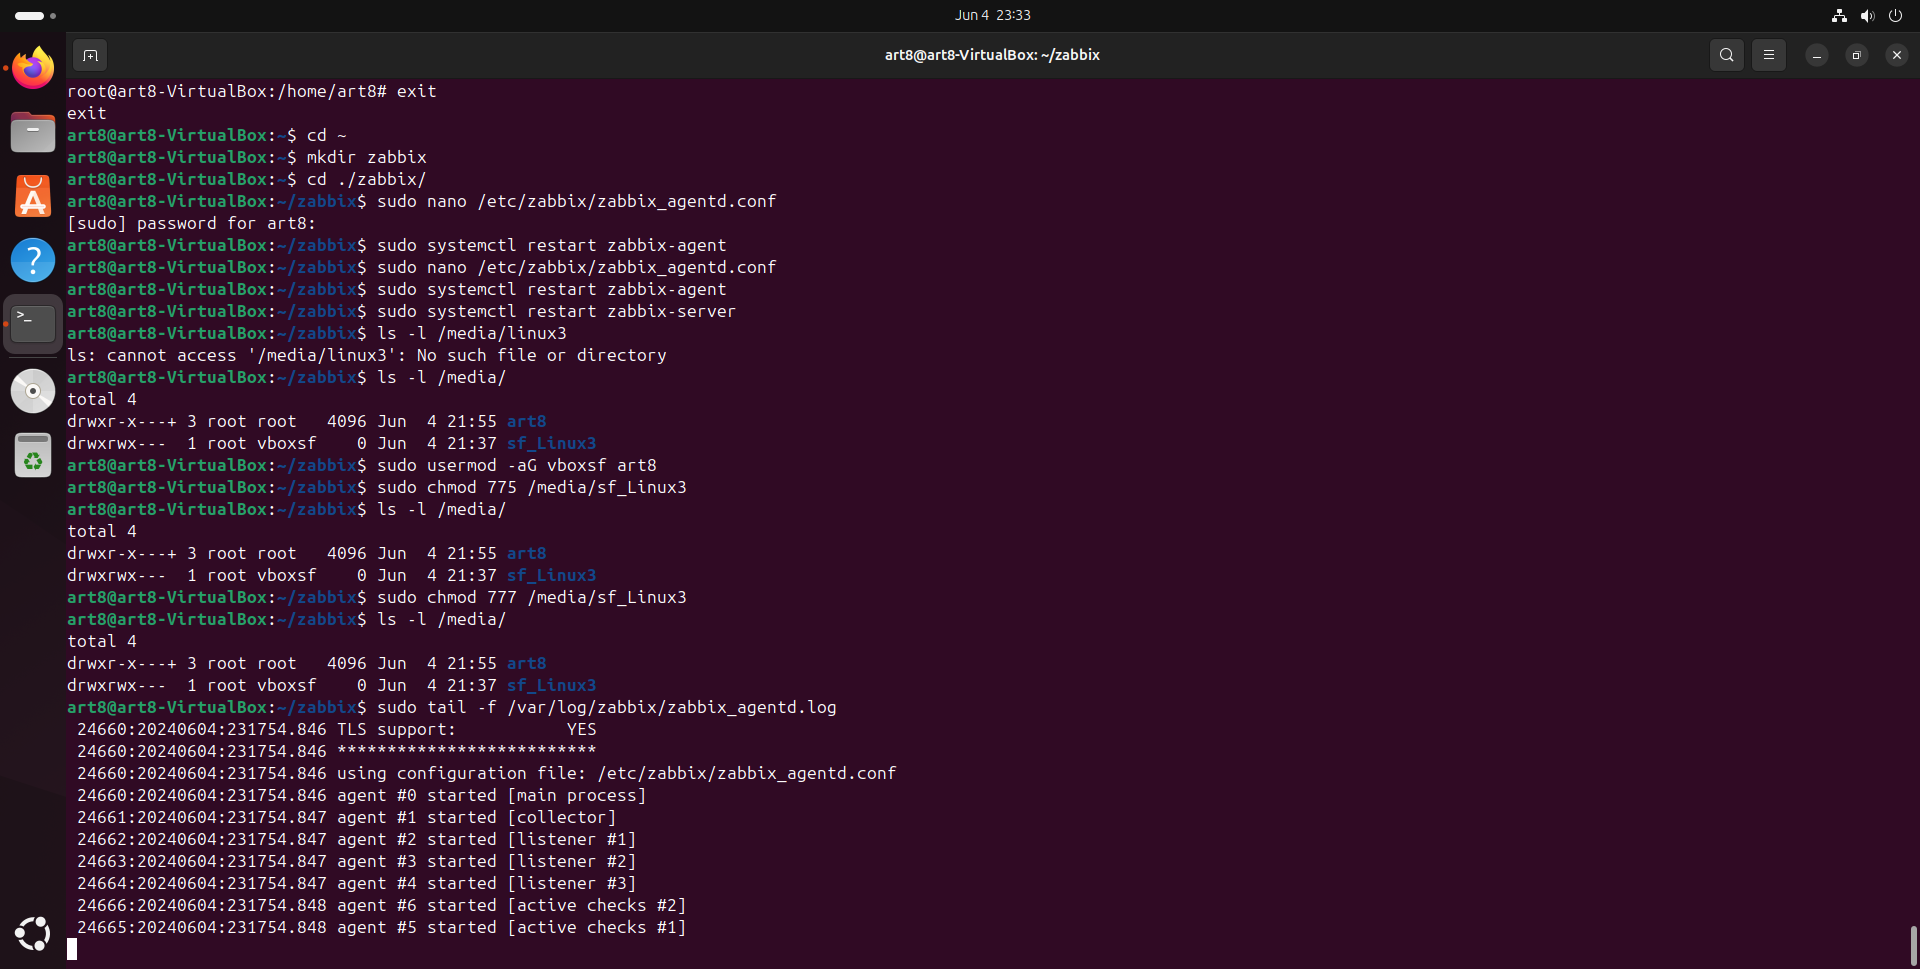 Jun 4 23:33
art8@art8-VirtualBox: ~/zabbix
root@art8-VirtualBox:/home/art8# exit
exit
art8@art8-VirtualBox:~$ cd ~
art8@art8-VirtualBox:~$ mkdir zabbix
art8@art8-VirtualBox:~$ cd ./zabbix/
art8@art8-VirtualBox:~/zabbix$ sudo nano /etc/zabbix/zabbix_agentd.conf
[sudo] password for art8:
art8@art8-VirtualBox:~/zabbix$ sudo systemctl restart zabbix-agent
art8@art8-VirtualBox:~/zabbix$ sudo nano /etc/zabbix/zabbix_agentd.conf
art8@art8-VirtualBox:~/zabbix$ sudo systemctl restart zabbix-agent
art8@art8-VirtualBox:~/zabbix$ sudo systemctl restart zabbix-server
art8@art8-VirtualBox:~/zabbix$ ls -l /media/linux3
ls: cannot access '/media/linux3': No such file or directory
art8@art8-VirtualBox:~/zabbix$ ls -l /media/
total 4
drwxr-x---+ 3 root root   4096 Jun  4 21:55 art8
drwxrwx---  1 root vboxsf    0 Jun  4 21:37 sf_Linux3
art8@art8-VirtualBox:~/zabbix$ sudo usermod -aG vboxsf art8
art8@art8-VirtualBox:~/zabbix$ sudo chmod 775 /media/sf_Linux3
art8@art8-VirtualBox:~/zabbix$ ls -l /media/
total 4
drwxr-x---+ 3 root root   4096 Jun  4 21:55 art8
drwxrwx---  1 root vboxsf    0 Jun  4 21:37 sf_Linux3
art8@art8-VirtualBox:~/zabbix$ sudo chmod 777 /media/sf_Linux3
art8@art8-VirtualBox:~/zabbix$ ls -l /media/
total 4
drwxr-x---+ 3 root root   4096 Jun  4 21:55 art8
drwxrwx---  1 root vboxsf    0 Jun  4 21:37 sf_Linux3
art8@art8-VirtualBox:~/zabbix$ sudo tail -f /var/log/zabbix/zabbix_agentd.log
 24660:20240604:231754.846 TLS support:           YES
 24660:20240604:231754.846 **************************
 24660:20240604:231754.846 using configuration file: /etc/zabbix/zabbix_agentd.conf
 24660:20240604:231754.846 agent #0 started [main process]
 24661:20240604:231754.847 agent #1 started [collector]
 24662:20240604:231754.847 agent #2 started [listener #1]
 24663:20240604:231754.847 agent #3 started [listener #2]
 24664:20240604:231754.847 agent #4 started [listener #3]
 24666:20240604:231754.848 agent #6 started [active checks #2]
 24665:20240604:231754.848 agent #5 started [active checks #1]